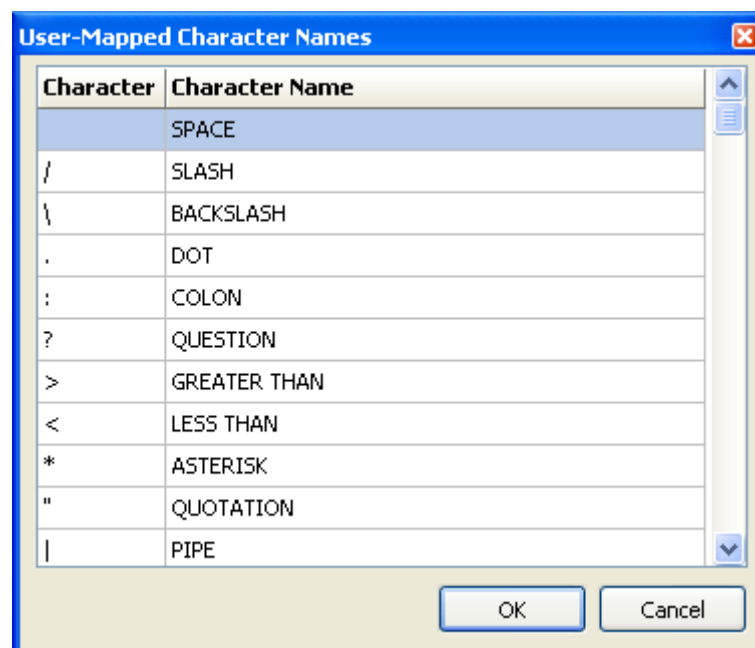 User-Mapped Character Names
Character Character Name
SPACE
/ SLASH
\ BACKSLASH
. DOT
: COLON
? QUESTION
> GREATER THAN
< LESS THAN
* ASTERISK
" QUOTATION
| PIPE
OK Cancel